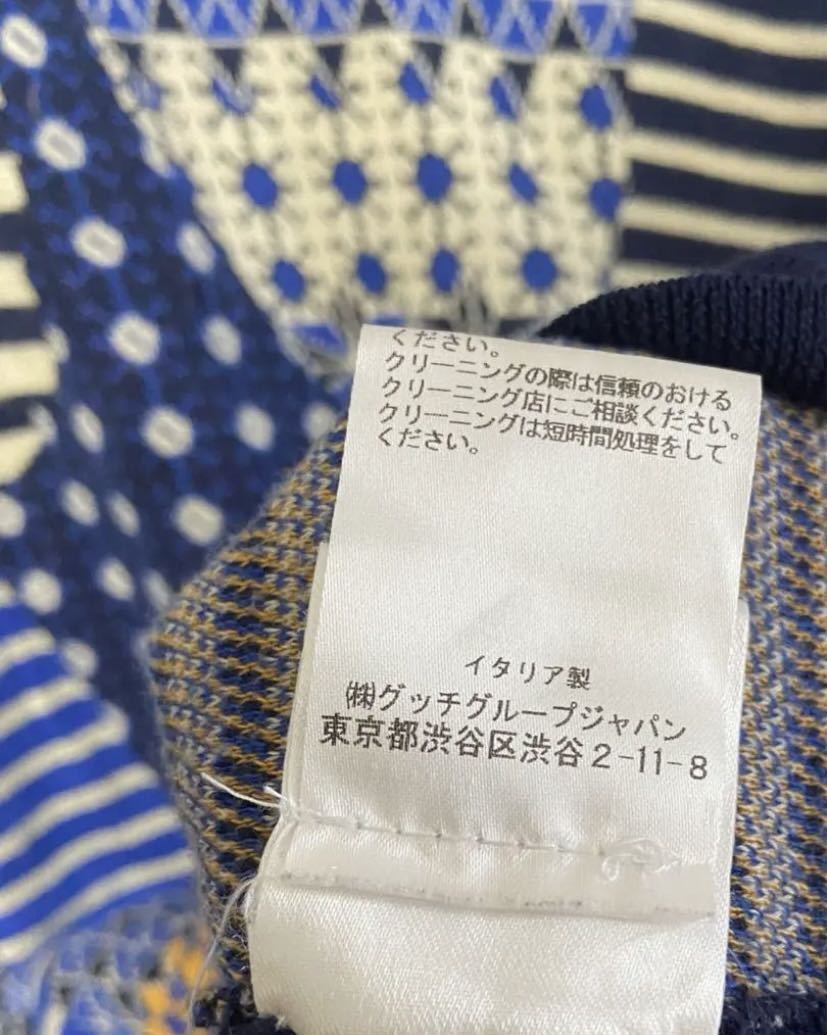 ください。
クリーニングの際は信頼のおける
クリーニング店にご相談ください。
クリーニングは短時間処理をして
ください。
イタリア製
㈱グッチグループジャパン
東京都渋谷区渋谷2-11-8